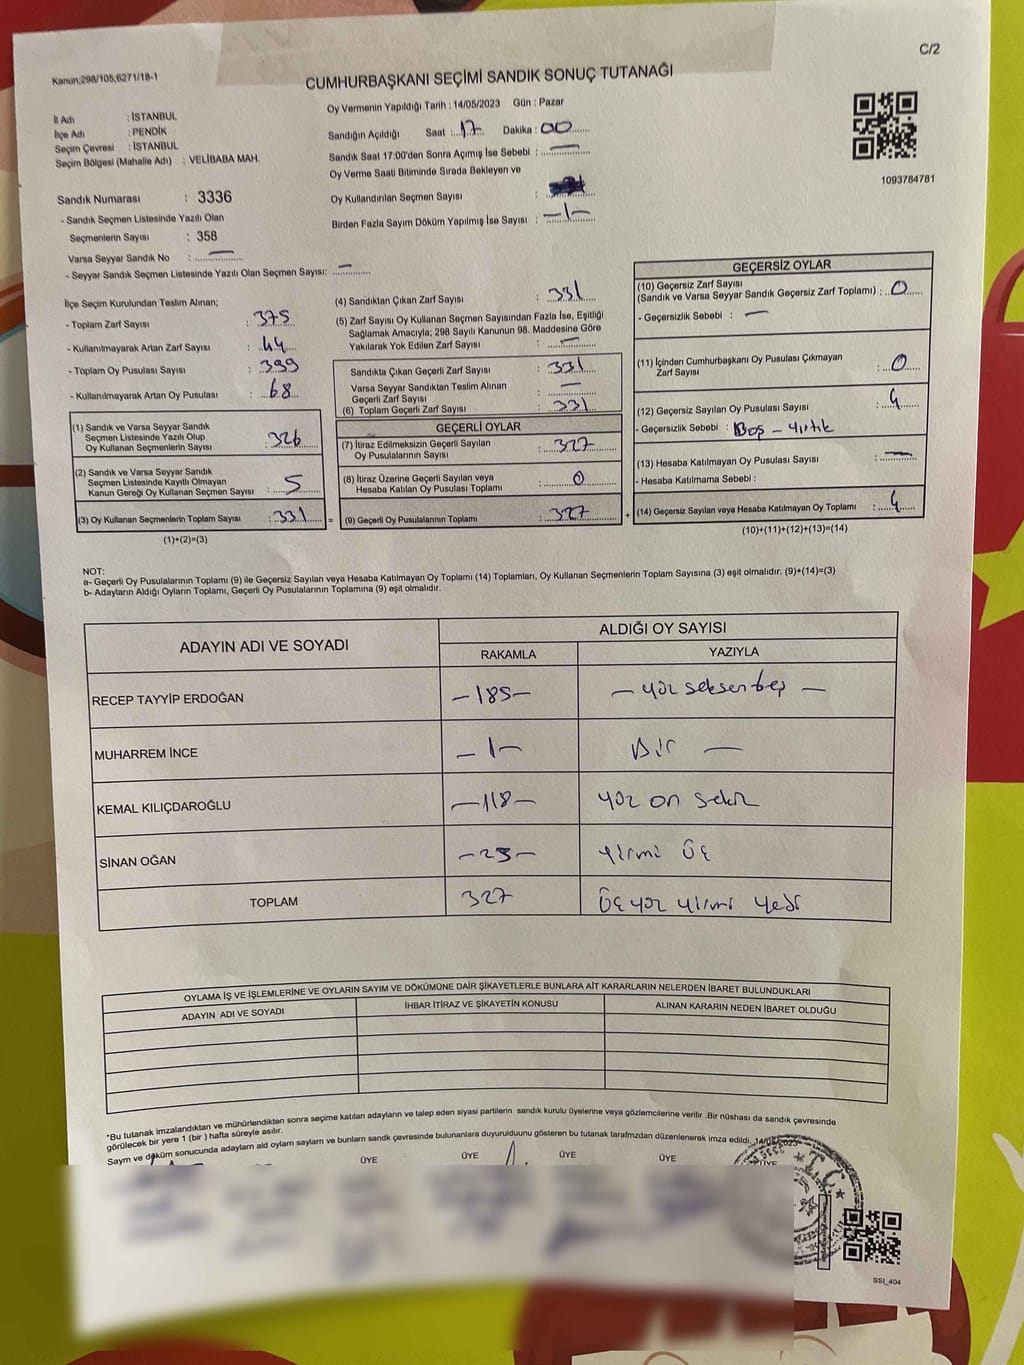 C/2
Kanun;298/105;6271/18-1
CUMHURBAŞKANI SEÇİMİ SANDIK SONUÇ TUTANAĞI
İl Adı : İSTANBUL
İlçe Adı : PENDİK
Seçim Çevresi : İSTANBUL
Seçim Bölgesi (Mahalle Adı) : VELİBABA MAH.
Oy Vermenin Yapıldığı Tarih : 14/05/2023 Gün : Pazar
Sandığın Açıldığı Saat : 17 Dakika : 00
Sandık Saat 17:00'den Sonra Açımış İse Sebebi : —
Oy Verme Saati Bitiminde Sırada Bekleyen ve
Oy Kullandırılan Seçmen Sayısı :
Birden Fazla Sayım Döküm Yapılmış İse Sayısı : —1—
1093784781
Sandık Numarası : 3336
- Sandık Seçmen Listesinde Yazılı Olan
Seçmenlerin Sayısı : 358
Varsa Seyyar Sandık No : —
- Seyyar Sandık Seçmen Listesinde Yazılı Olan Seçmen Sayısı: —
İlçe Seçim Kurulundan Teslim Alınan;
- Toplam Zarf Sayısı : 375
- Kullanılmayarak Artan Zarf Sayısı : 44
- Toplam Oy Pusulası Sayısı : 399
- Kullanılmayarak Artan Oy Pusulası : 68
(1) Sandık ve Varsa Seyyar Sandık
Seçmen Listesinde Yazılı Olup
Oy Kullanan Seçmenlerin Sayısı : 326
(2) Sandık ve Varsa Seyyar Sandık
Seçmen Listesinde Kayıtlı Olmayan
Kanun Gereği Oy Kullanan Seçmen Sayısı : 5
(3) Oy Kullanan Seçmenlerin Toplam Sayısı : 331
(1)+(2)=(3)
(4) Sandıktan Çıkan Zarf Sayısı : 331
(5) Zarf Sayısı Oy Kullanan Seçmen Sayısından Fazla İse, Eşitliği
Sağlamak Amacıyla; 298 Sayılı Kanunun 98. Maddesine Göre
Yakılarak Yok Edilen Zarf Sayısı : —
Sandıkta Çıkan Geçerli Zarf Sayısı : 331
Varsa Seyyar Sandıktan Teslim Alınan
Geçerli Zarf Sayısı : —
(6) Toplam Geçerli Zarf Sayısı : 331
GEÇERLİ OYLAR
(7) İtiraz Edilmeksizin Geçerli Sayılan
Oy Pusulalarının Sayısı : 327
(8) İtiraz Üzerine Geçerli Sayılan veya
Hesaba Katılan Oy Pusulası Toplamı : 0
= (9) Geçerli Oy Pusulalarının Toplamı : 327
GEÇERSİZ OYLAR
(10) Geçersiz Zarf Sayısı
(Sandık ve Varsa Seyyar Sandık Geçersiz Zarf Toplamı) : 0
- Geçersizlik Sebebi : —
(11) İçinden Cumhurbaşkanı Oy Pusulası Çıkmayan
Zarf Sayısı : 0
(12) Geçersiz Sayılan Oy Pusulası Sayısı : 4
- Geçersizlik Sebebi : Boş - yırtık
(13) Hesaba Katılmayan Oy Pusulası Sayısı : —
- Hesaba Katılmama Sebebi :
+ (14) Geçersiz Sayılan veya Hesaba Katılmayan Oy Toplamı : 4
(10)+(11)+(12)+(13)=(14)
NOT:
a- Geçerli Oy Pusulalarının Toplamı (9) ile Geçersiz Sayılan veya Hesaba Katılmayan Oy Toplamı (14) Toplamları, Oy Kullanan Seçmenlerin Toplam Sayısına (3) eşit olmalıdır. (9)+(14)=(3)
b- Adayların Aldığı Oyların Toplamı, Geçerli Oy Pusulalarının Toplamına (9) eşit olmalıdır.
ADAYIN ADI VE SOYADI
ALDIĞI OY SAYISI
RAKAMLA YAZIYLA
RECEP TAYYİP ERDOĞAN —185— — yüz seksen beş —
MUHARREM İNCE —1— Bir —
KEMAL KILIÇDAROĞLU —118— yüz on sekiz
SİNAN OĞAN —23— yirmi üç
TOPLAM 327 Üç yüz yirmi yedi
OYLAMA İŞ VE İŞLEMLERİNE VE OYLARIN SAYIM VE DÖKÜMÜNE DAİR ŞİKAYETLERLE BUNLARA AİT KARARLARIN NELERDEN İBARET BULUNDUKLARI
ADAYIN ADI VE SOYADI İHBAR İTİRAZ VE ŞİKAYETİN KONUSU ALINAN KARARIN NEDEN İBARET OLDUĞU
*Bu tutanak imzalandıktan ve mühürlendikten sonra seçime katılan adayların ve talep eden siyasi partilerin sandık kurulu üyelerine veya gözlemcilerine verilir .Bir nüshası da sandık çevresinde
görülecek bir yere 1 (bir ) hafta süreyle asılır.
Sayım ve döküm sonucunda adayların aldı oyların sayların ve bunların sandk çevresinde bulunanlara duyurulduunu gösteren bu tutanak tarafmzdan düzenlenerek imza edildi. 14/05/2023
ÜYE ÜYE ÜYE ÜYE ÜYE
T.C.
SSI_404